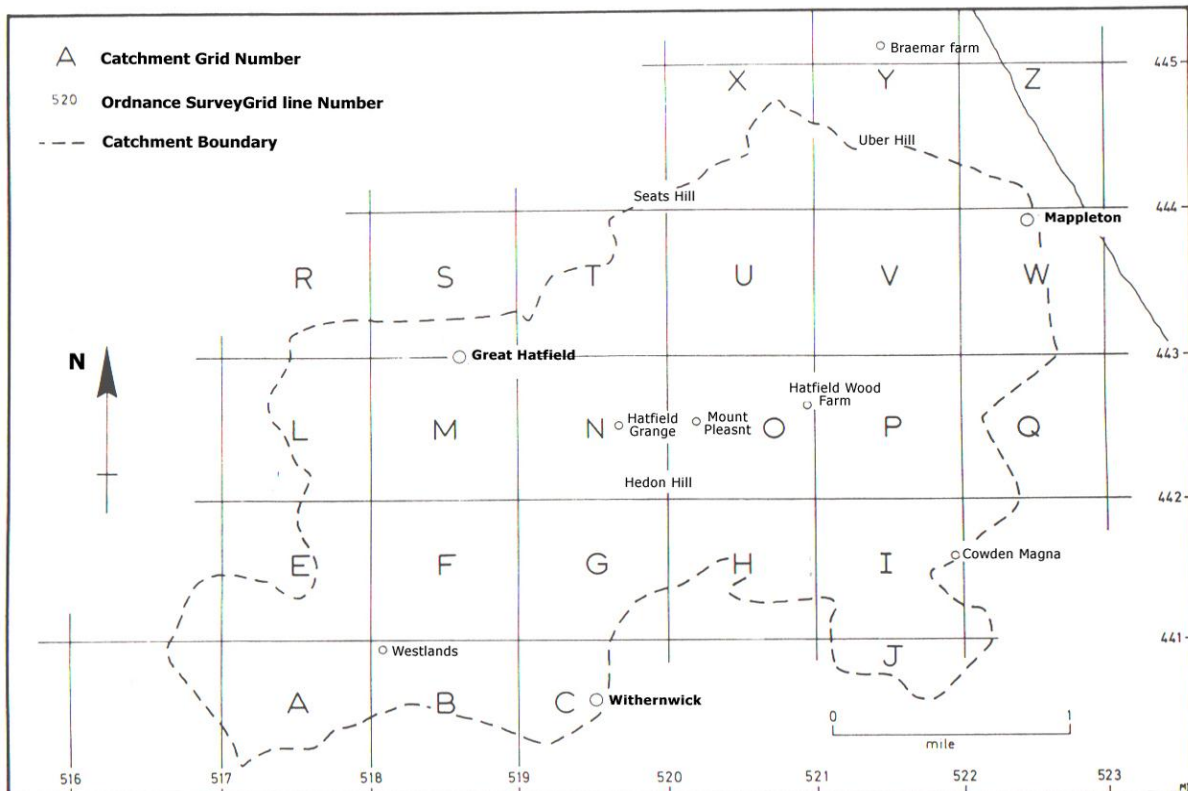 A Catchment Grid Number
520 Ordnance SurveyGrid line Number
Catchment Boundary
Braemar farm
445
X Y Z
Uber Hill
Seats Hill
444
Mappleton
R S T U V W
N
Great Hatfield
443
Hatfield Wood
Farm
Hatfield
Grange
Mount
Pleasnt
L M N O P Q
Hedon Hill
442
Cowden Magna
E F G H I
441
Westlands
J
A B C Withernwick
0 1
mile
516 517 518 519 520 521 522 523